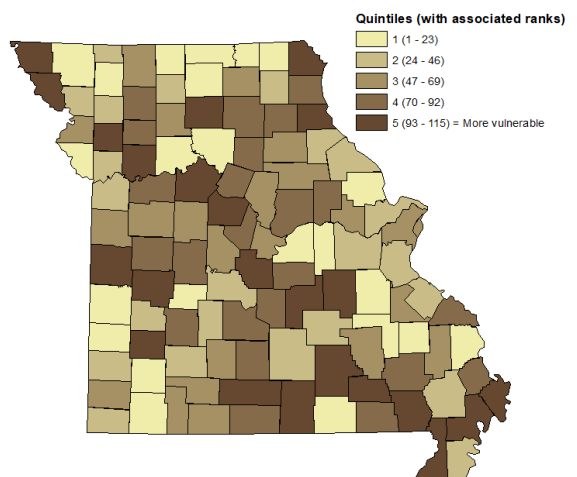 Quintiles (with associated ranks)
1 (1 - 23)
2 (24 - 46)
3 (47 - 69)
4 (70 - 92)
5 (93 - 115) = More vulnerable